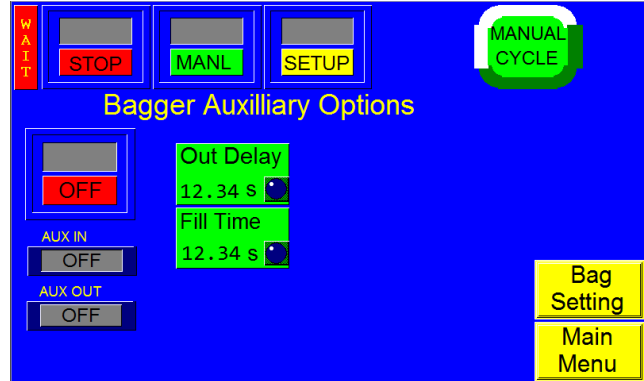 WAIT
STOP
MANL
SETUP
MANUAL
CYCLE
Bagger Auxilliary Options
OFF
Out Delay
12.34 s
Fill Time
12.34 s
AUX IN
OFF
AUX OUT
OFF
Bag
Setting
Main
Menu